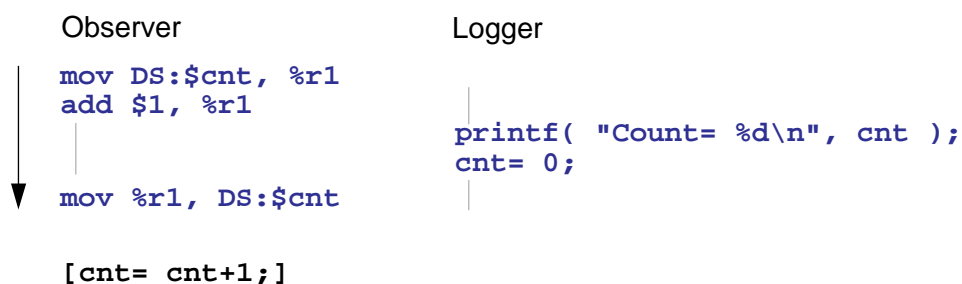 Observer
Logger
mov DS:$cnt, %r1
add $1, %r1
printf( "Count= %d\n", cnt );
cnt= 0;
mov %r1, DS:$cnt
[cnt= cnt+1;]